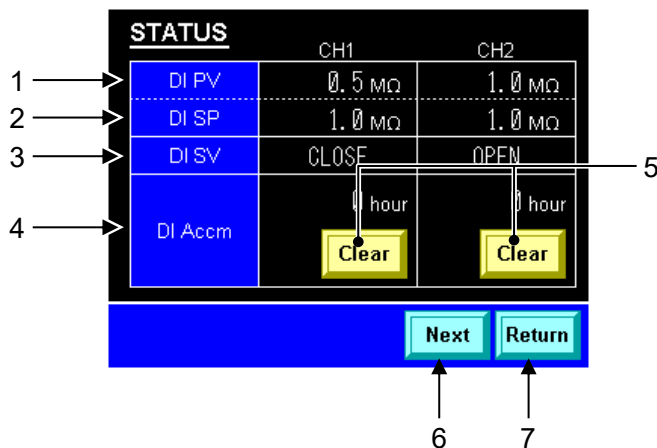 STATUS
CH1 CH2
1 DI PV 0.5 MΩ 1.0 MΩ
2 DI SP 1.0 MΩ 1.0 MΩ
3 DI SV CLOSE OPEN 5
0 hour 0 hour
4 DI Accm
Clear Clear
Next Return
6 7